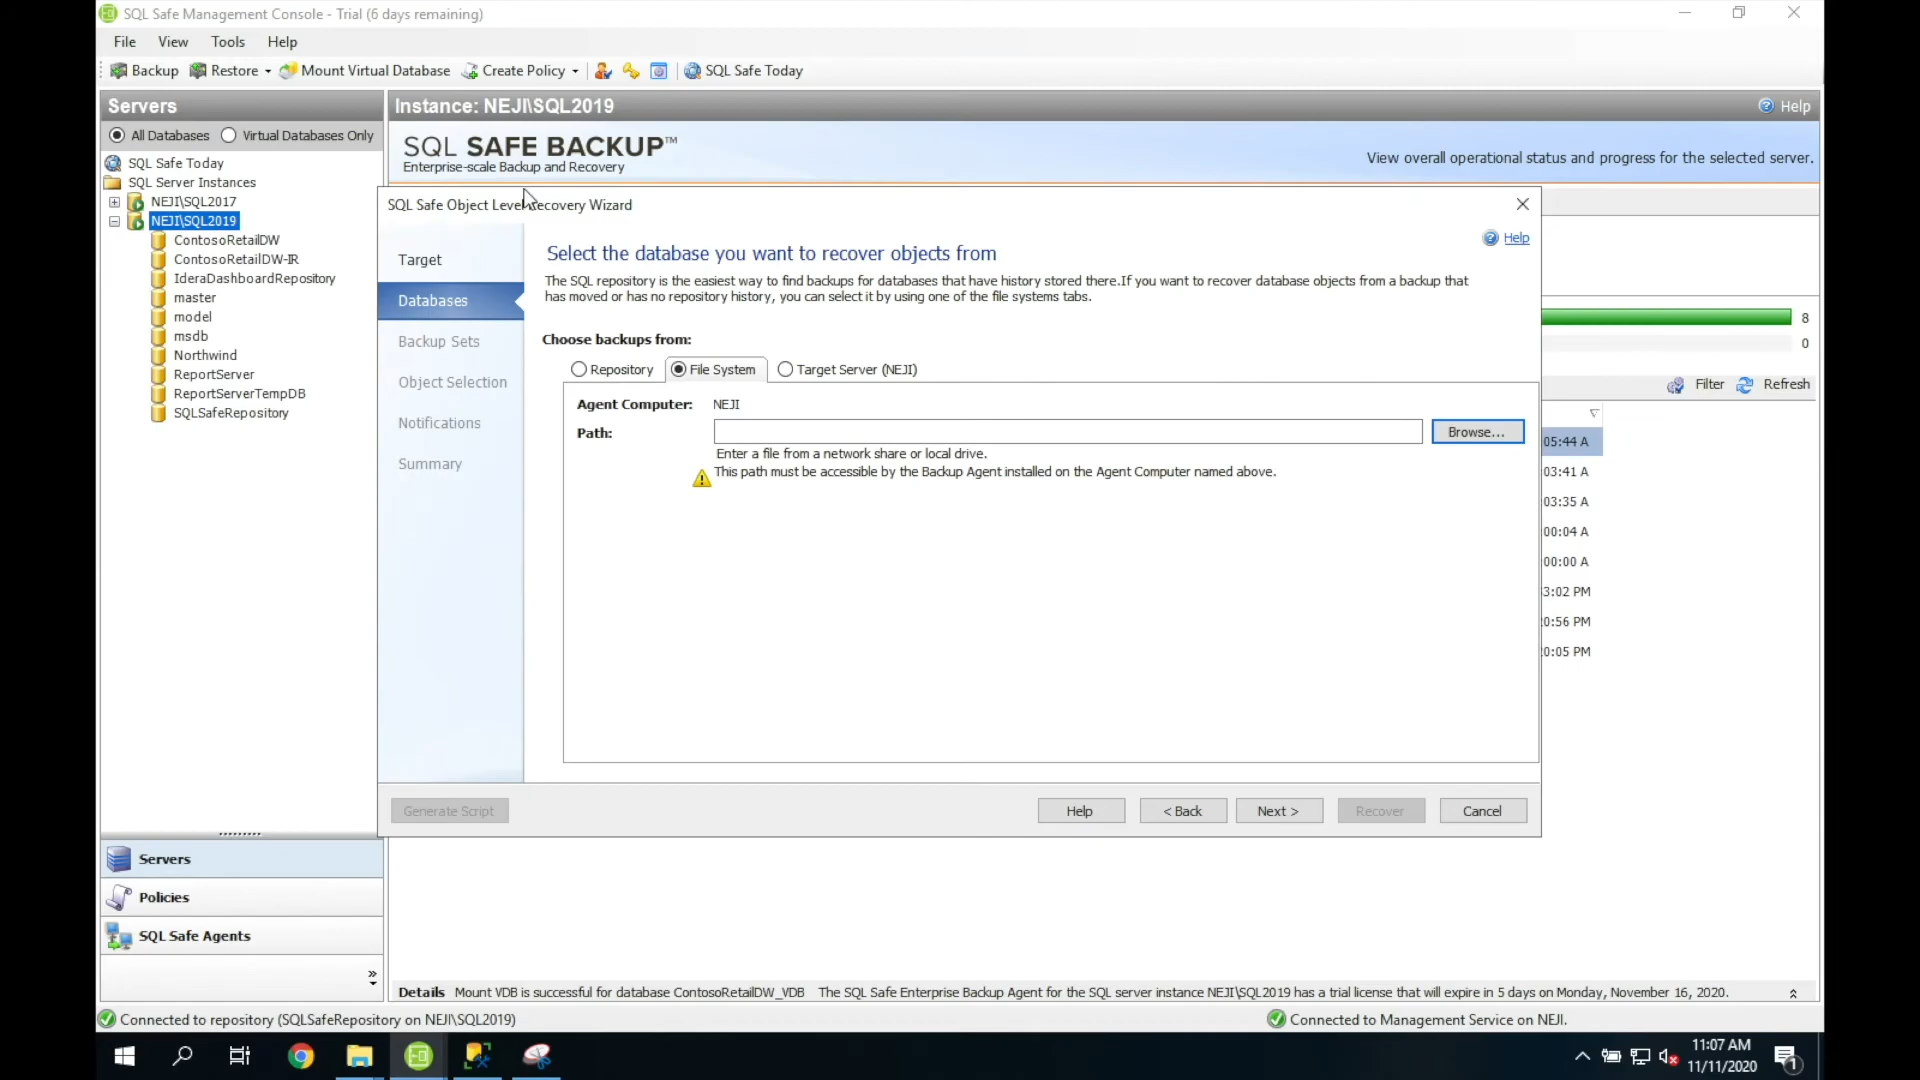 SQL Safe Management Console - Trial (6 days remaining)
File View Tools Help
Backup Restore Mount Virtual Database Create Policy SQL Safe Today
Servers
All Databases Virtual Databases Only
SQL Safe Today
SQL Server Instances
NEJI\SQL2017
NEJI\SQL2019
ContosoRetailDW
ContosoRetailDW-IR
IderaDashboardRepository
master
model
msdb
Northwind
ReportServer
ReportServerTempDB
SQLSafeRepository
Servers
Policies
SQL Safe Agents
Instance: NEJI\SQL2019
Help
SQL SAFE BACKUP™
Enterprise-scale Backup and Recovery
View overall operational status and progress for the selected server.
SQL Safe Object Level Recovery Wizard
Target
Databases
Backup Sets
Object Selection
Notifications
Summary
Help
Select the database you want to recover objects from
The SQL repository is the easiest way to find backups for databases that have history stored there.If you want to recover database objects from a backup that
has moved or has no repository history, you can select it by using one of the file systems tabs.
Choose backups from:
Repository File System Target Server (NEJI)
Agent Computer: NEJI
Path: Browse...
Enter a file from a network share or local drive.
This path must be accessible by the Backup Agent installed on the Agent Computer named above.
Generate Script Help < Back Next > Recover Cancel
8
0
Filter Refresh
05:44 A
03:41 A
03:35 A
00:04 A
00:00 A
3:02 PM
0:56 PM
0:05 PM
Details Mount VDB is successful for database ContosoRetailDW_VDB The SQL Safe Enterprise Backup Agent for the SQL server instance NEJI\SQL2019 has a trial license that will expire in 5 days on Monday, November 16, 2020.
Connected to repository (SQLSafeRepository on NEJI\SQL2019)
Connected to Management Service on NEJI.
11:07 AM
11/11/2020
1